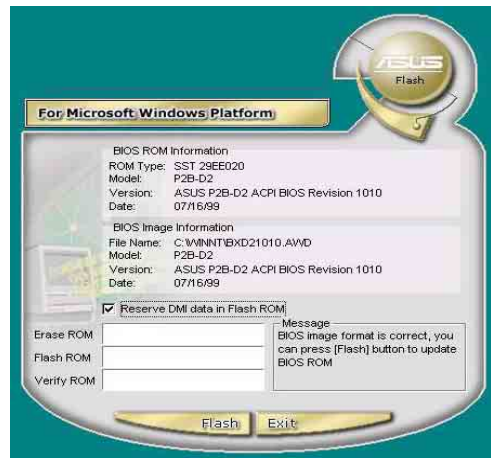 ASUS
Flash
For Microsoft Windows Platform
BIOS ROM Information
ROM Type: SST 29EE020
Model: P2B-D2
Version: ASUS P2B-D2 ACPI BIOS Revision 1010
Date: 07/16/99
BIOS Image Information
File Name: C:\WINNT\BXD21010.AWD
Model: P2B-D2
Version: ASUS P2B-D2 ACPI BIOS Revision 1010
Date: 07/16/99
Reserve DMI data in Flash ROM
Erase ROM
Flash ROM
Verify ROM
Message
BIOS image format is correct, you
can press [Flash] button to update
BIOS ROM
Flash Exit